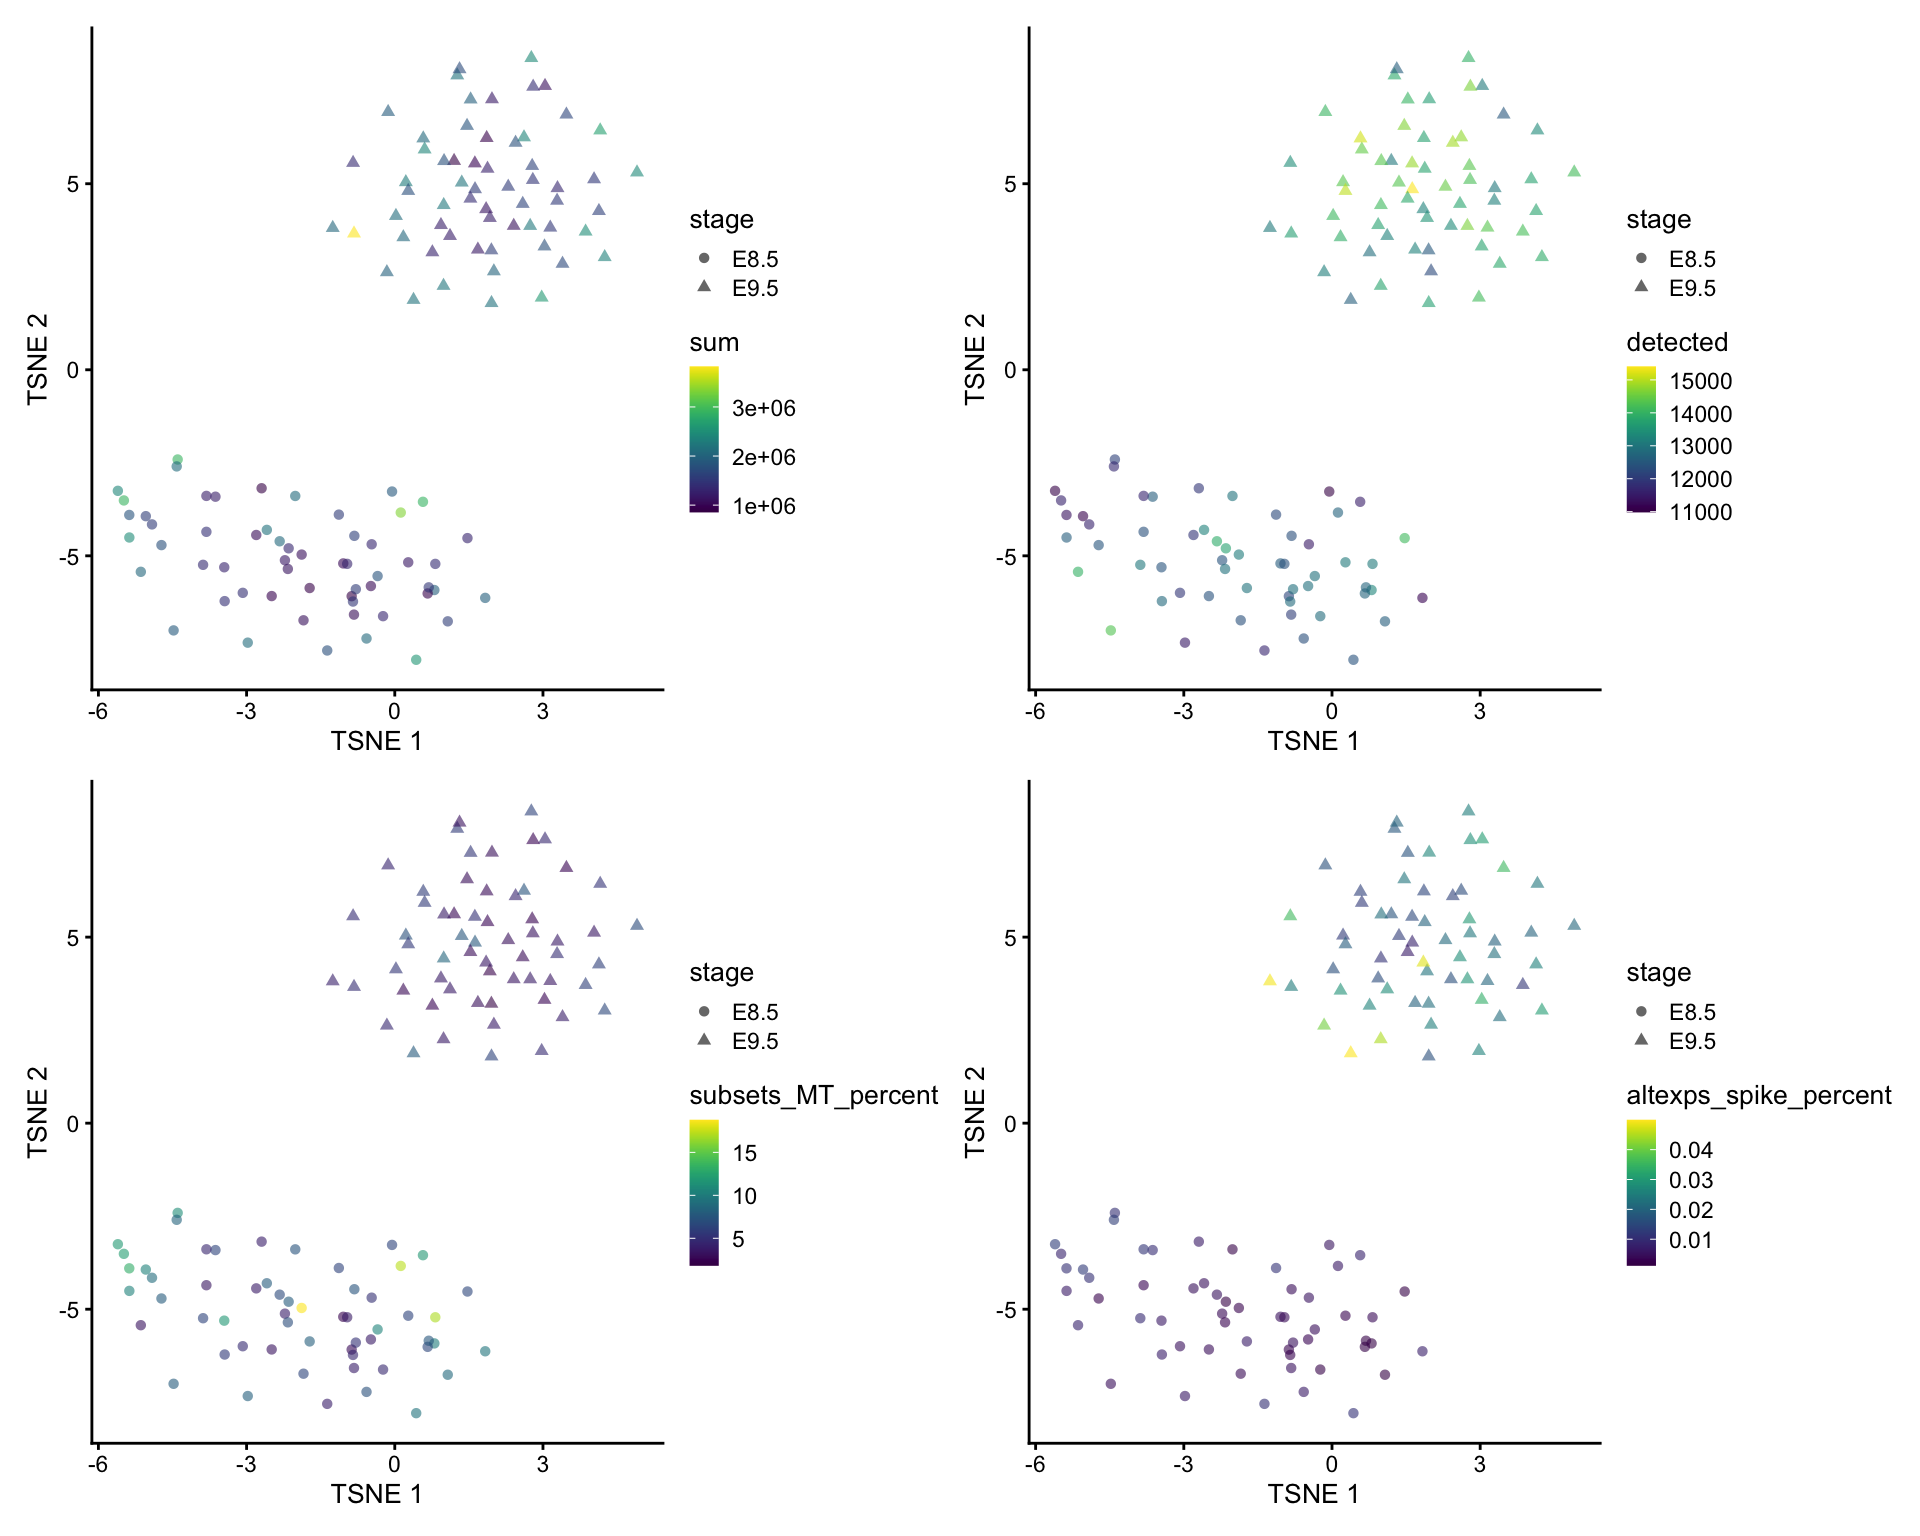 TSNE 2
5
0
-5
-6 -3 0 3
TSNE 1
stage
E8.5
E9.5
sum
3e+06
2e+06
1e+06
TSNE 2
5
0
-5
-6 -3 0 3
TSNE 1
stage
E8.5
E9.5
detected
15000
14000
13000
12000
11000
TSNE 2
5
0
-5
-6 -3 0 3
TSNE 1
stage
E8.5
E9.5
subsets_MT_percent
15
10
5
TSNE 2
5
0
-5
-6 -3 0 3
TSNE 1
stage
E8.5
E9.5
altexps_spike_percent
0.04
0.03
0.02
0.01